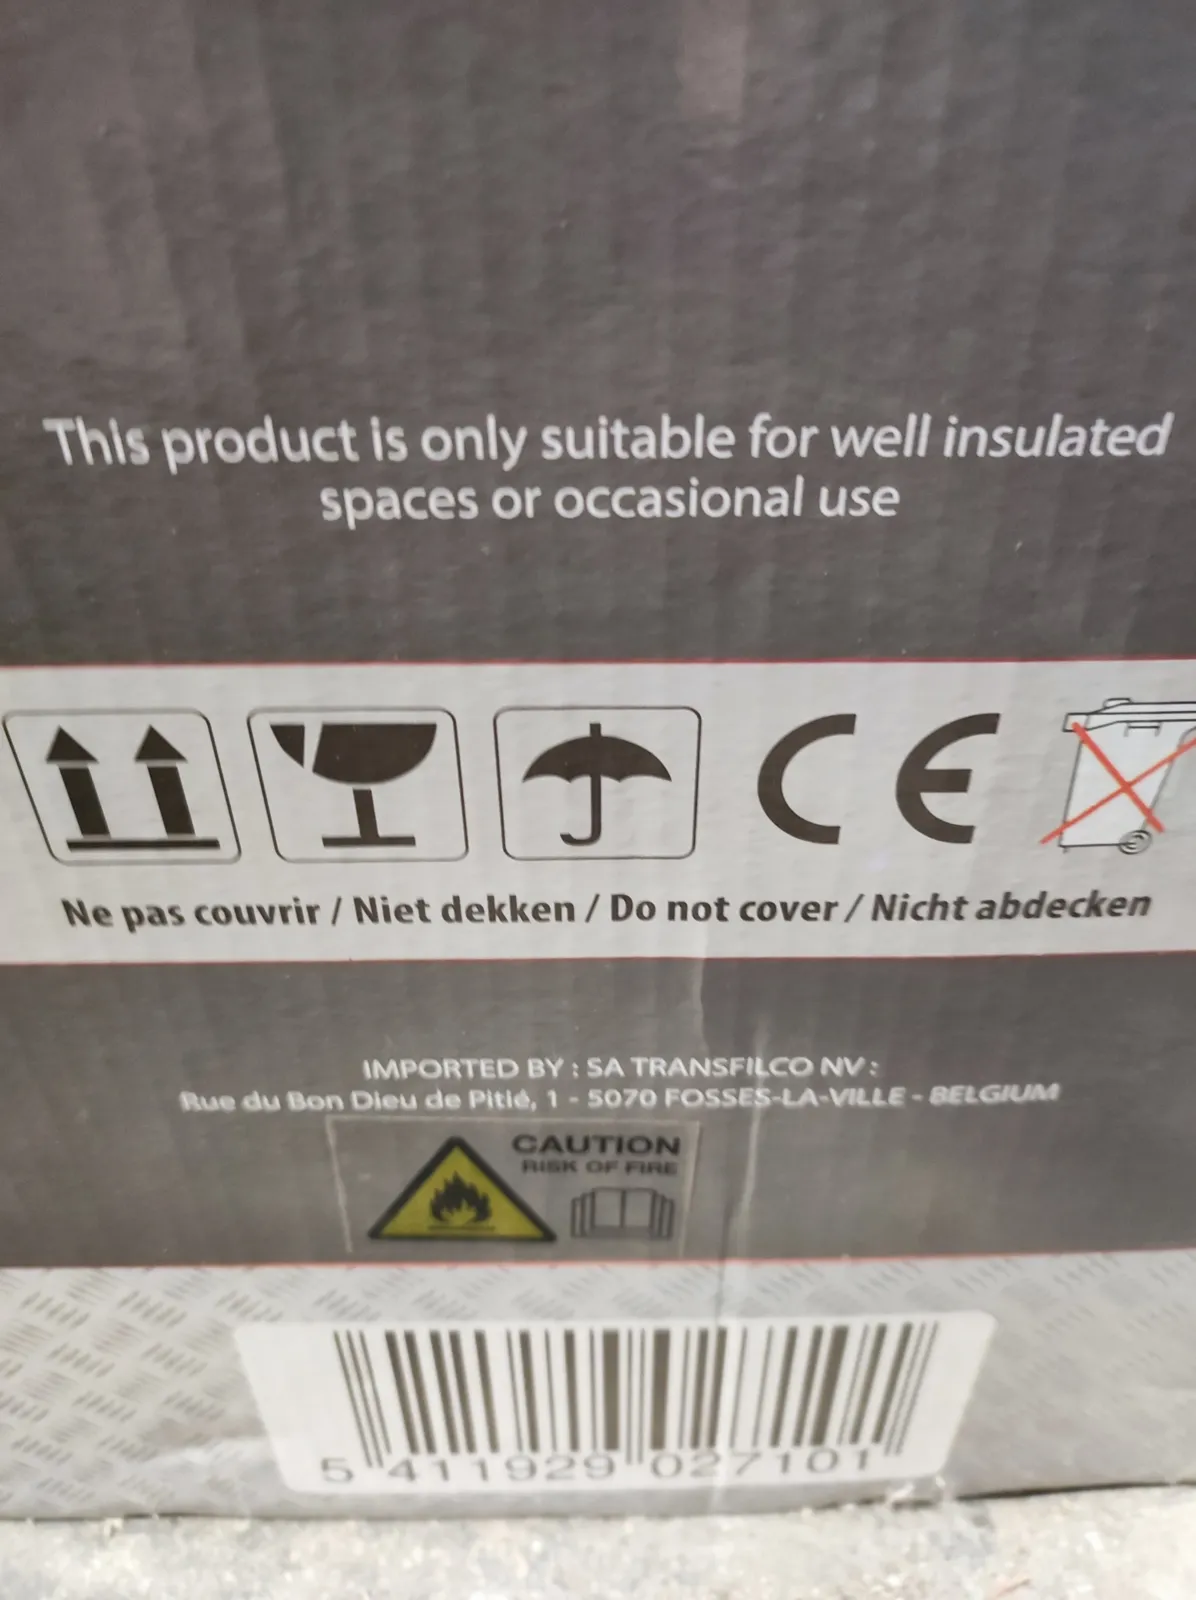 This product is only suitable for well insulated
spaces or occasional use
CE
Ne pas couvrir / Niet dekken / Do not cover / Nicht abdecken
IMPORTED BY : SA TRANSFILCO NV :
Rue du Bon Dieu de Pitié, 1 - 5070 FOSSES-LA-VILLE - BELGIUM
CAUTION
RISK OF FIRE
5 411929 027101